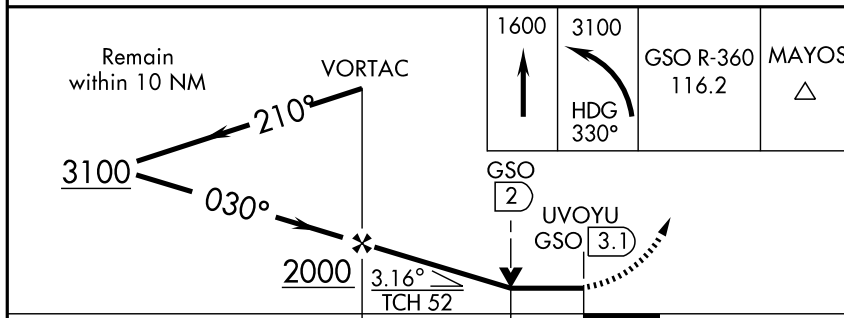 Remain
within 10 NM
VORTAC
1600
3100
HDG
330°
GSO R-360
116.2
MAYOS
210°
3100
030°
2000
3.16°
TCH 52
GSO
2
UVOYU
GSO 3.1